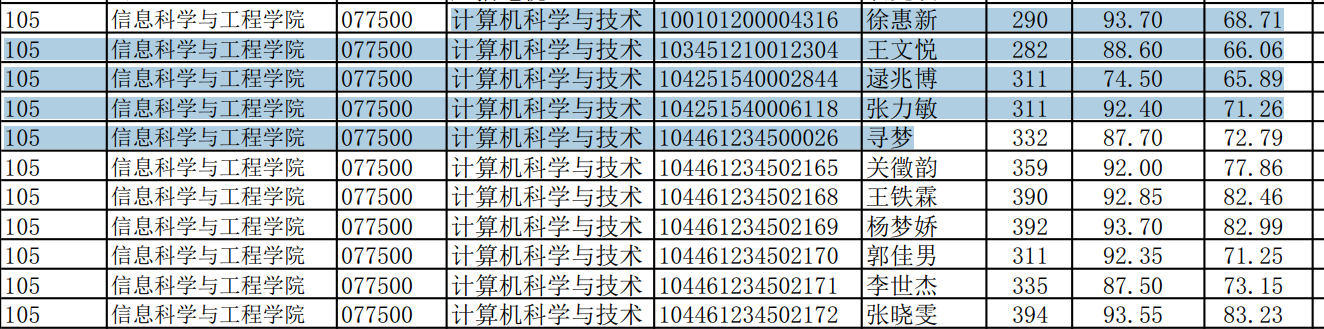 105 信息科学与工程学院 077500 计算机科学与技术 100101200004316 徐惠新 290 93.70 68.71
105 信息科学与工程学院 077500 计算机科学与技术 103451210012304 王文悦 282 88.60 66.06
105 信息科学与工程学院 077500 计算机科学与技术 104251540002844 逯兆博 311 74.50 65.89
105 信息科学与工程学院 077500 计算机科学与技术 104251540006118 张力敏 311 92.40 71.26
105 信息科学与工程学院 077500 计算机科学与技术 104461234500026 寻梦 332 87.70 72.79
105 信息科学与工程学院 077500 计算机科学与技术 104461234502165 关徵韵 359 92.00 77.86
105 信息科学与工程学院 077500 计算机科学与技术 104461234502168 王铁霖 390 92.85 82.46
105 信息科学与工程学院 077500 计算机科学与技术 104461234502169 杨梦娇 392 93.70 82.99
105 信息科学与工程学院 077500 计算机科学与技术 104461234502170 郭佳男 311 92.35 71.25
105 信息科学与工程学院 077500 计算机科学与技术 104461234502171 李世杰 335 87.50 73.15
105 信息科学与工程学院 077500 计算机科学与技术 104461234502172 张晓雯 394 93.55 83.23